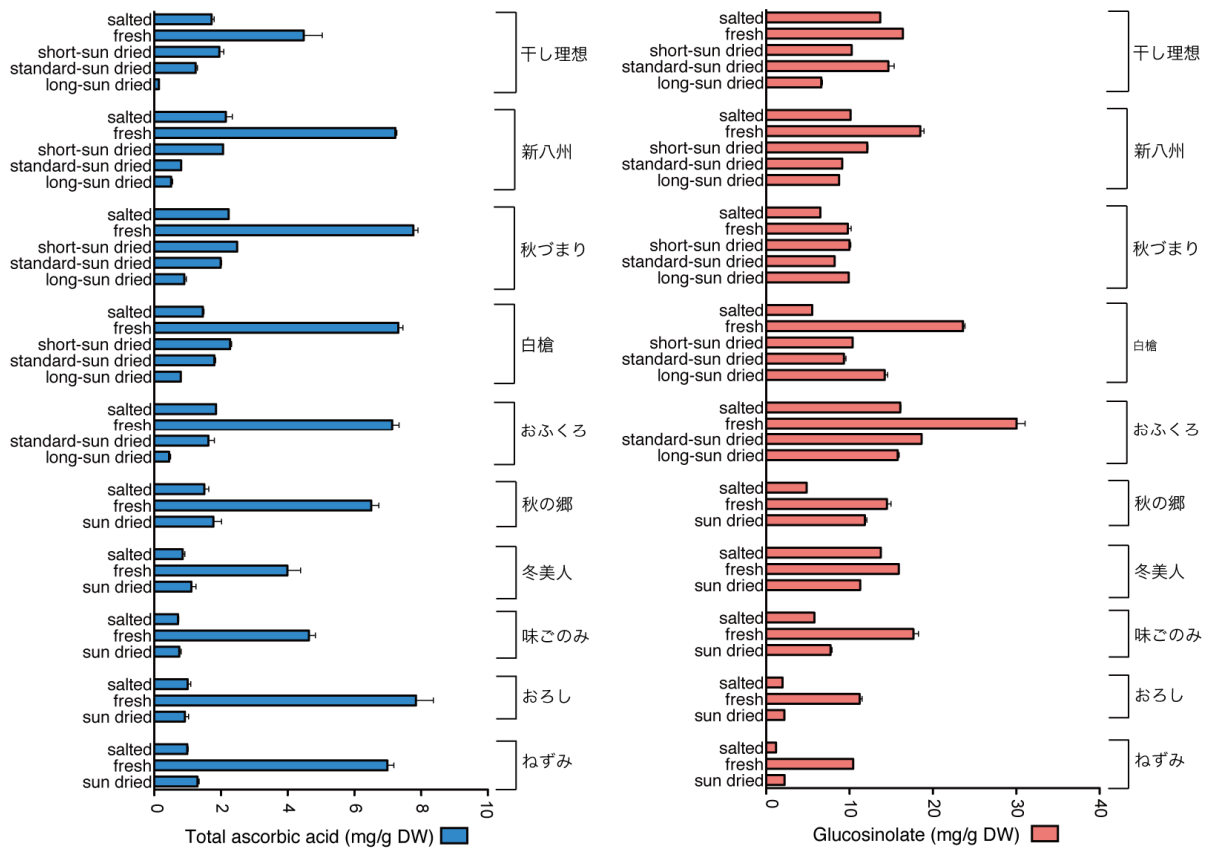 salted
fresh
short-sun dried
standard-sun dried
long-sun dried
干し理想
salted
fresh
short-sun dried
standard-sun dried
long-sun dried
新八州
salted
fresh
short-sun dried
standard-sun dried
long-sun dried
秋づまり
salted
fresh
short-sun dried
standard-sun dried
long-sun dried
白槍
salted
fresh
standard-sun dried
long-sun dried
おふくろ
salted
fresh
sun dried
秋の郷
salted
fresh
sun dried
冬美人
salted
fresh
sun dried
味ごのみ
salted
fresh
sun dried
おろし
salted
fresh
sun dried
ねずみ
0 2 4 6 8 10
Total ascorbic acid (mg/g DW)
salted
fresh
short-sun dried
standard-sun dried
long-sun dried
干し理想
salted
fresh
short-sun dried
standard-sun dried
long-sun dried
新八州
salted
fresh
short-sun dried
standard-sun dried
long-sun dried
秋づまり
salted
fresh
short-sun dried
standard-sun dried
long-sun dried
白槍
salted
fresh
standard-sun dried
long-sun dried
おふくろ
salted
fresh
sun dried
秋の郷
salted
fresh
sun dried
冬美人
salted
fresh
sun dried
味ごのみ
salted
fresh
sun dried
おろし
salted
fresh
sun dried
ねずみ
0 10 20 30 40
Glucosinolate (mg/g DW)